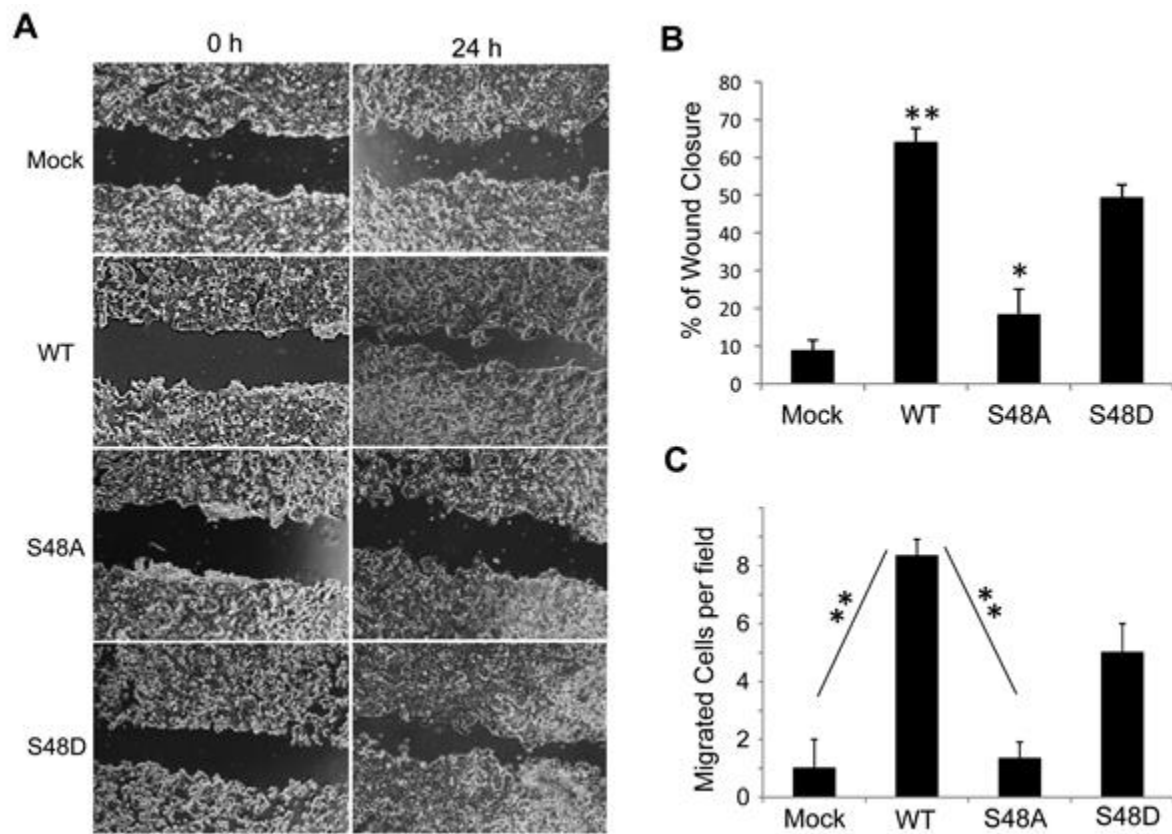 A
0 h 24 h
Mock
WT
S48A
S48D
B
% of Wound Closure
80
70
60
50
40
30
20
10
0
**
*
Mock WT S48A S48D
C
Migrated Cells per field
8
6
4
2
0
**
**
Mock WT S48A S48D